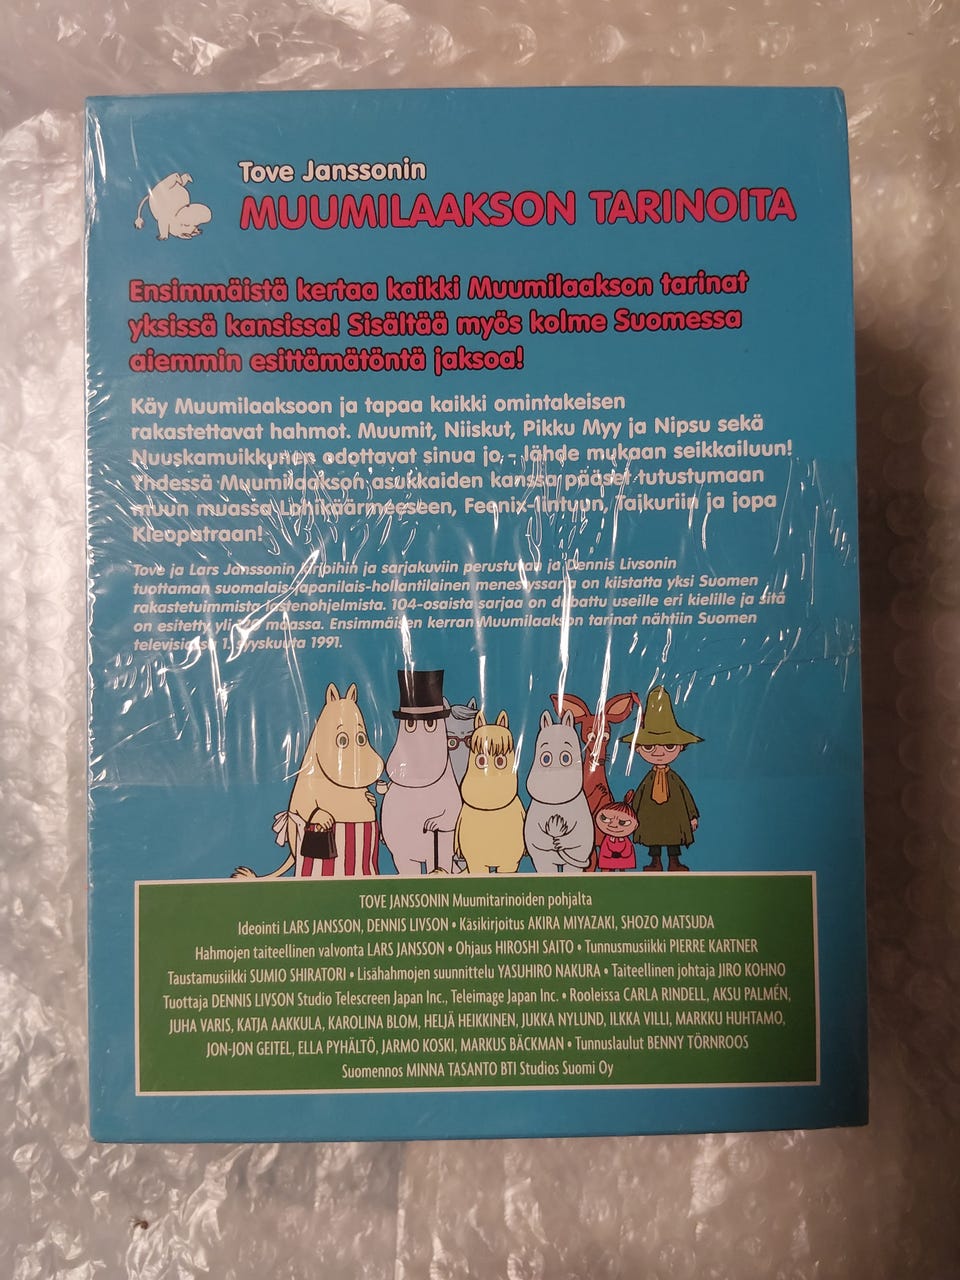 Tove Janssonin
MUUMILAAKSON TARINOITA
Ensimmäistä kertaa kaikki Muumilaakson tarinat
yksissä kansissa! Sisältää myös kolme Suomessa
aiemmin esittämätöntä jaksoa!
Käy Muumilaaksoon ja tapaa kaikki omintakeisen
rakastettavat hahmot. Muumit, Niiskut, Pikku Myy ja Nipsu sekä
Nuuskamuikkunen odottavat sinua jo - lähde mukaan seikkailuun!
Yhdessä Muumilaakson asukkaiden kanssa pääset tutustumaan
muun muassa Lohikäärmeeseen, Feenix-lintuun, Taikuriin ja jopa
Kleopatraan!
Tove ja Lars Janssonin kirjoihin ja sarjakuviin perustuvan ja Dennis Livsonin
tuottaman suomalais-japanilais-hollantilainen menestyssarja on kiistatta yksi Suomen
rakastetuimmista lastenohjelmista. 104-osaista sarjaa on dubattu useille eri kielille ja sitä
on esitetty yli maassa. Ensimmäisen kerran Muumilaakson tarinat nähtiin Suomen
televisiossa 1. syyskuuta 1991.
TOVE JANSSONIN Muumitarinoiden pohjalta
Ideointi LARS JANSSON, DENNIS LIVSON • Käsikirjoitus AKIRA MIYAZAKI, SHOZO MATSUDA
Hahmojen taiteellinen valvonta LARS JANSSON • Ohjaus HIROSHI SAITO • Tunnusmusiikki PIERRE KARTNER
Taustamusiikki SUMIO SHIRATORI • Lisähahmojen suunnittelu YASUHIRO NAKURA • Taiteellinen johtaja JIRO KOHNO
Tuottaja DENNIS LIVSON Studio Telescreen Japan Inc., Teleimage Japan Inc. • Rooleissa CARLA RINDELL, AKSU PALMÉN,
JUHA VARIS, KATJA AAKKULA, KAROLINA BLOM, HELJÄ HEIKKINEN, JUKKA NYLUND, ILKKA VILLI, MARKKU HUHTAMO,
JON-JON GEITEL, ELLA PYHÄLTÖ, JARMO KOSKI, MARKUS BÄCKMAN • Tunnuslaulut BENNY TÖRNROOS
Suomennos MINNA TASANTO BTI Studios Suomi Oy